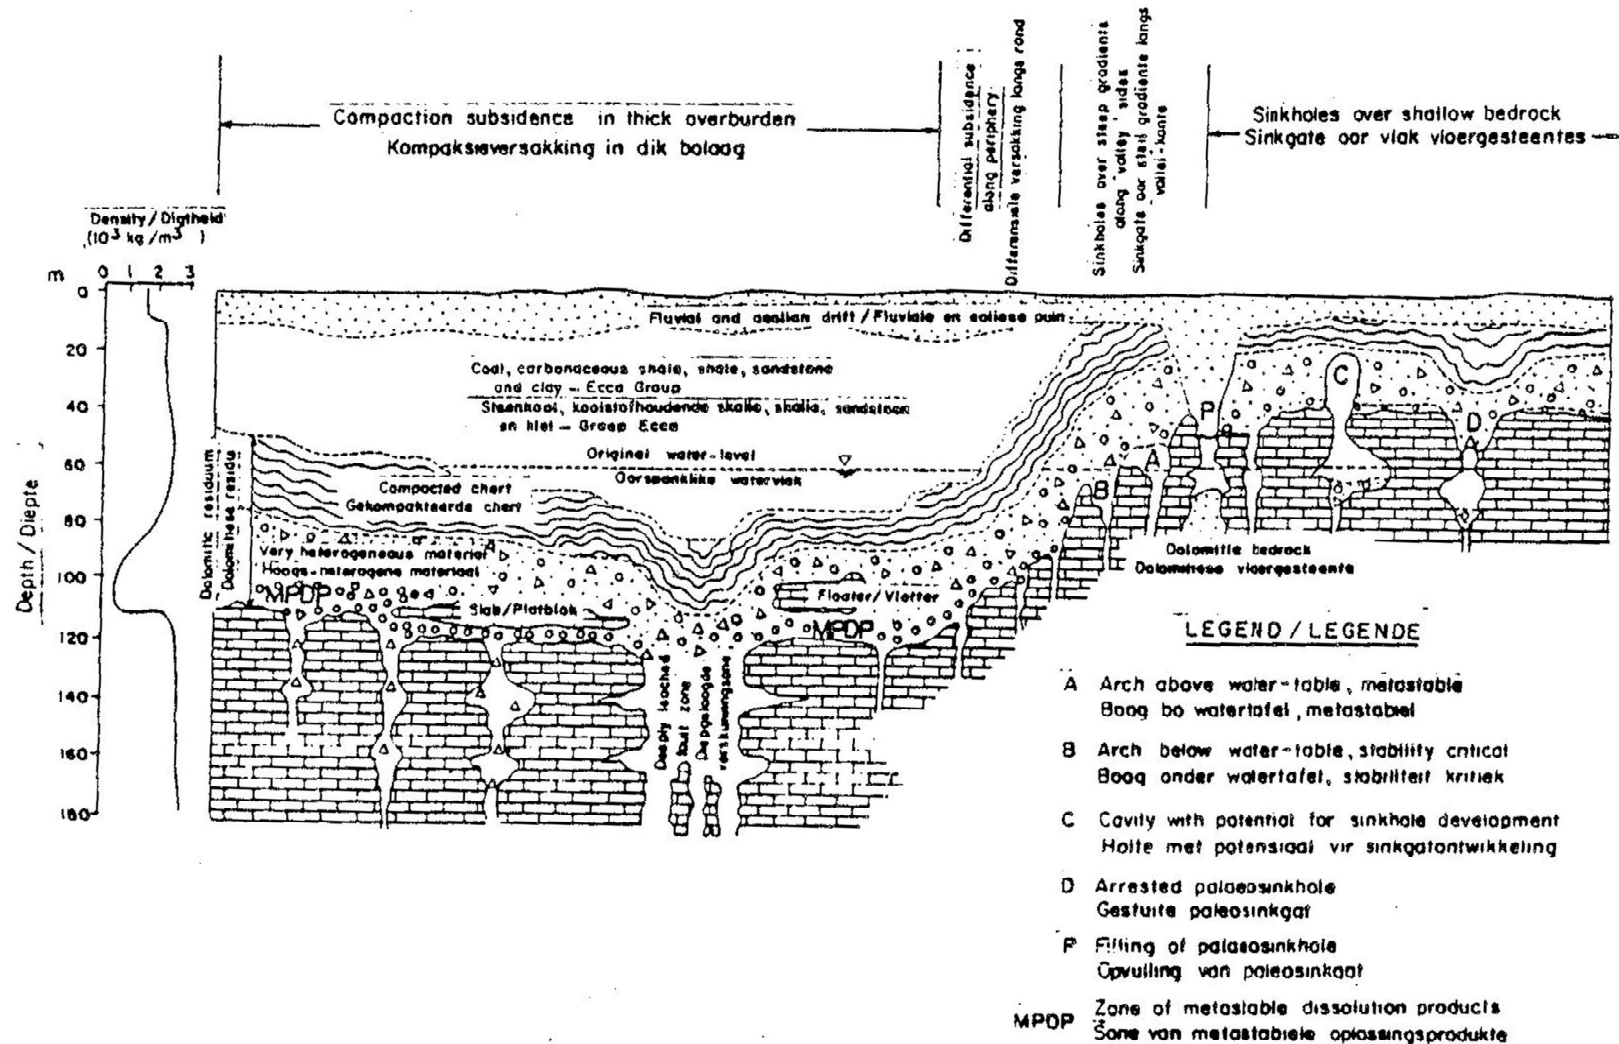 Compaction subsidence in thick overburden
Kompaksieversakking in dik bolaag
Differential subsidence
along periphery
Differensiële versakking langs rand
Sinkholes over steep gradients
along valley sides
Sinkgate oor steil gradiënte langs
vallei-kante
Sinkholes over shallow bedrock
Sinkgate oor vlak vloergesteentes
Density / Digtheid
(10³ kg/m³)
m 0 1 2 3
0
20
40
60
80
100
120
140
160
180
Depth / Diepte
Fluvial and aeolian drift / Fluviale en eoliese puin
Coal, carbonaceous shale, shale, sandstone
and clay – Ecca Group
Steenkool, koolstofhoudende skalie, skalie, sandsteen
en klei – Groep Ecca
Original water-level
Oorspronklike watervlak
Compacted chert
Gekompakteerde chert
Dolomitic residuum
Dolomitiese residu
Very heterogeneous material
Hoogs-heterogene materiaal
MPDP
Slab/Platblok
Floater/Vlotter
MPDP
Deeply leached
fault zone
Diepgeloogde
verskuiwingsone
Dolomitic bedrock
Dolomitiese vloergesteente
A
B
C
D
F
LEGEND / LEGENDE
A Arch above water-table, metastable
Boog bo watertafel, metastabiel
B Arch below water-table, stability critical
Boog onder watertafel, stabiliteit kritiek
C Cavity with potential for sinkhole development
Holte met potensiaal vir sinkgatontwikkeling
D Arrested palaeosinkhole
Gestuite paleosinkgat
F Filling of palaeosinkhole
Opvulling van paleosinkgat
MPDP Zone of metastable dissolution products
Sone van metastabiele oplossingsprodukte